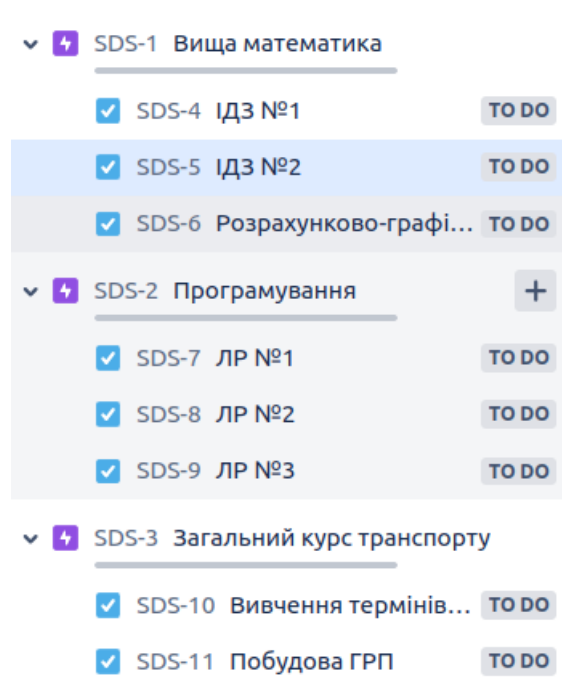 SDS-1 Вища математика
SDS-4 ІДЗ №1 TO DO
SDS-5 ІДЗ №2 TO DO
SDS-6 Розрахунково-графі... TO DO
SDS-2 Програмування
SDS-7 ЛР №1 TO DO
SDS-8 ЛР №2 TO DO
SDS-9 ЛР №3 TO DO
SDS-3 Загальний курс транспорту
SDS-10 Вивчення термінів... TO DO
SDS-11 Побудова ГРП TO DO